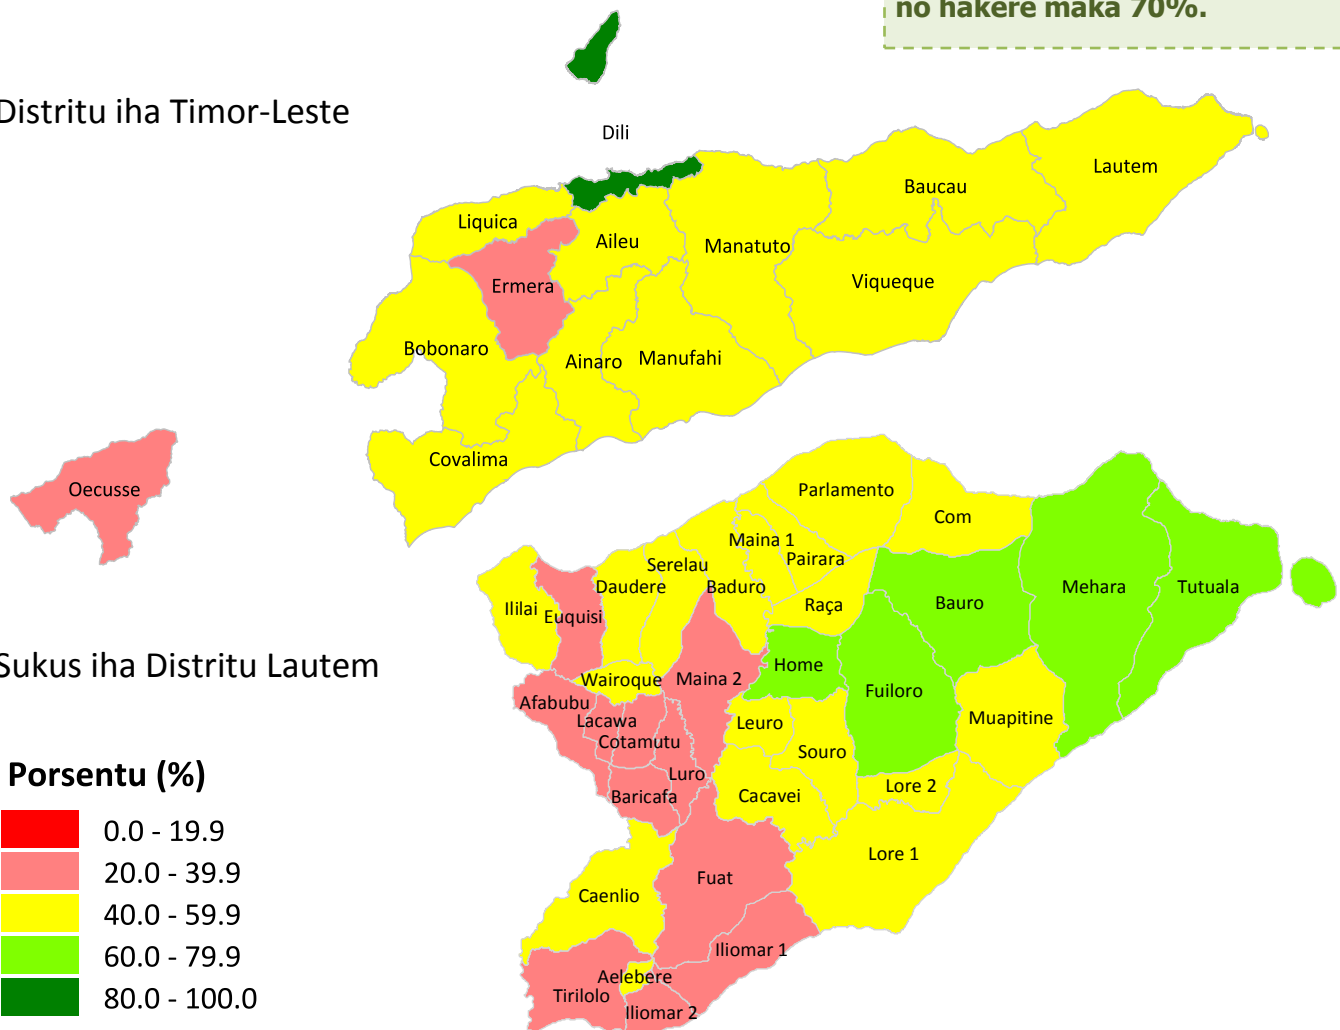 no hakere maka 70%.
Distritu iha Timor-Leste
Dili
Lautem
Baucau
Liquica
Aileu
Manatuto
Viqueque
Ermera
Bobonaro
Ainaro
Manufahi
Covalima
Oecusse
Parlamento
Com
Maina 1
Pairara
Serelau
Daudere
Baduro
Mehara
Tutuala
Ililai
Euquisi
Raça
Bauro
Sukus iha Distritu Lautem
Home
Wairoque
Maina 2
Fuiloro
Afabubu
Lacawa
Leuro
Muapitine
Cotamutu
Souro
Luro
Baricafa
Cacavei
Lore 2
Lore 1
Fuat
Caenlio
Iliomar 1
Aelebere
Tirilolo
Iliomar 2
Porsentu (%)
0.0 - 19.9
20.0 - 39.9
40.0 - 59.9
60.0 - 79.9
80.0 - 100.0